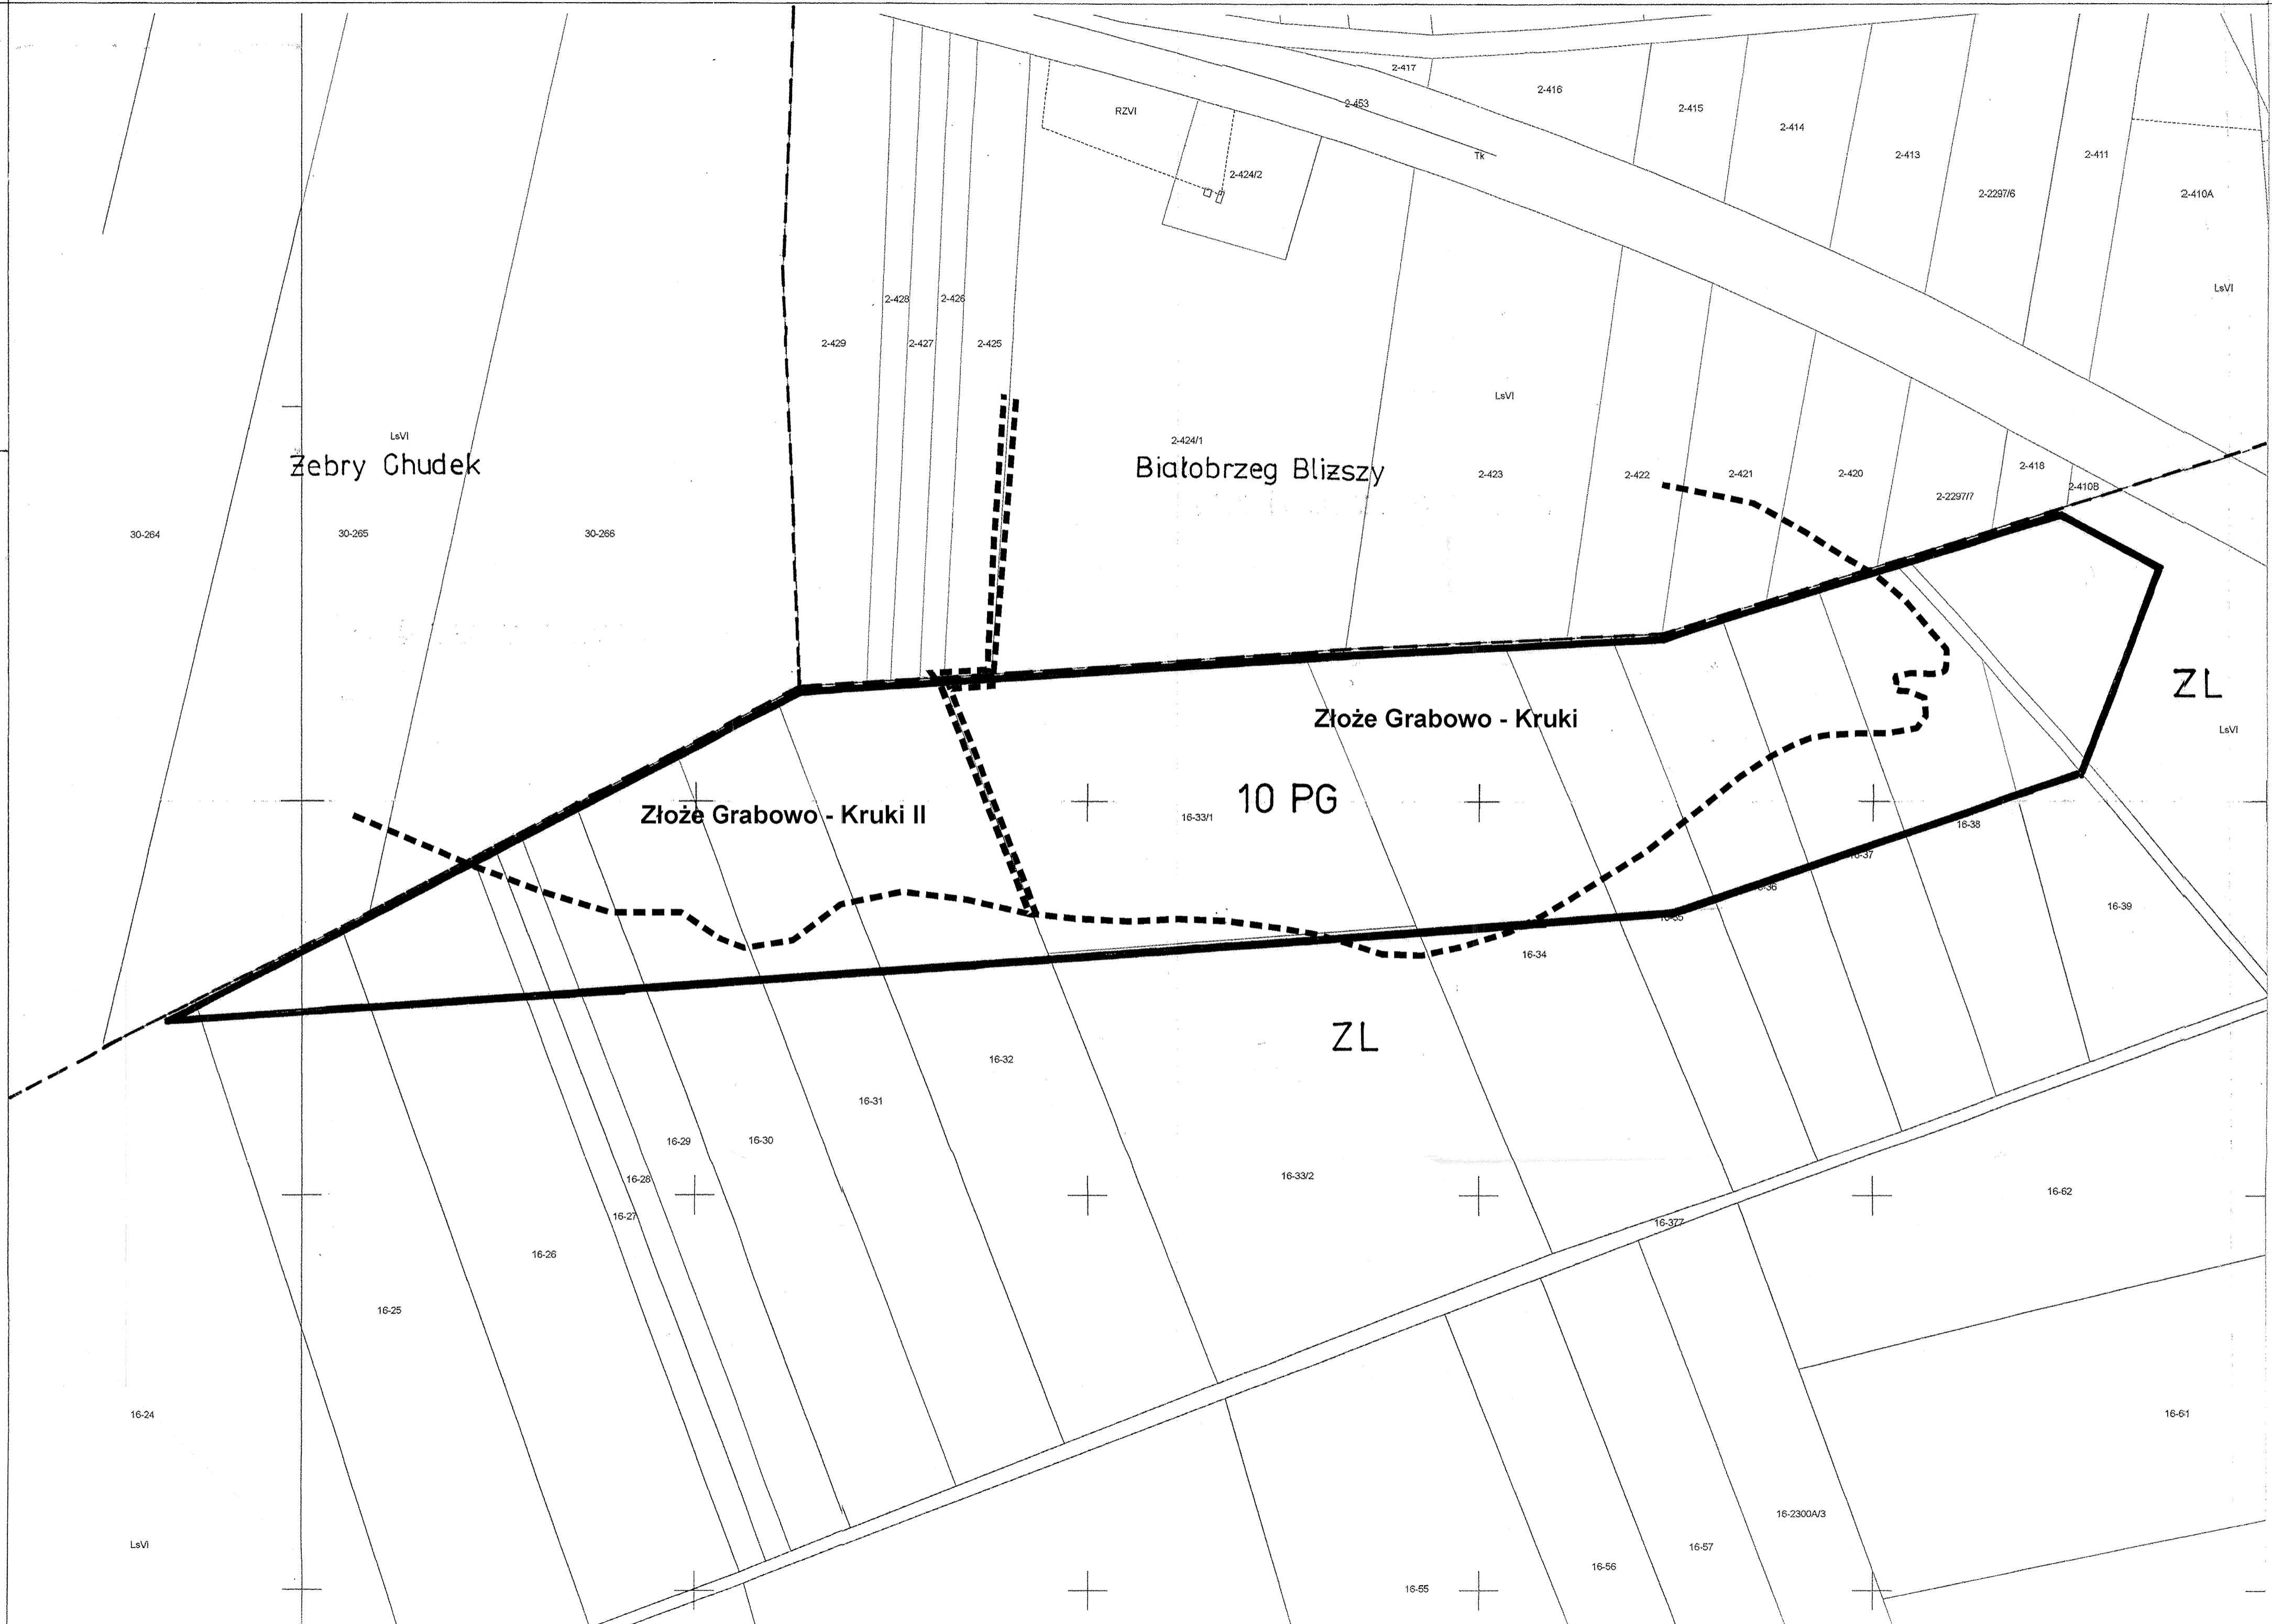 2-417
2-416
2-453
2-415
RZVI
2-414
Tk
2-413
2-411
2-424/2
2-2297/6
2-410A
LsVI
2-428
2-426
2-429
2-427
2-425
LsVI
LsVI
2-424/1
Żebry Chudek
Białobrzeg Bliższy
2-423
2-422
2-421
2-420
2-418
2-410B
2-2297/7
30-264
30-265
30-266
ZL
Złoże Grabowo - Kruki
LsVI
10 PG
Złoże Grabowo - Kruki II
16-33/1
16-38
16-37
16-36
16-39
16-35
16-34
ZL
16-32
16-31
16-29
16-30
16-28
16-33/2
16-62
16-27
16-377
16-26
16-25
16-24
16-61
16-2300A/3
LsVI
16-57
16-56
16-55